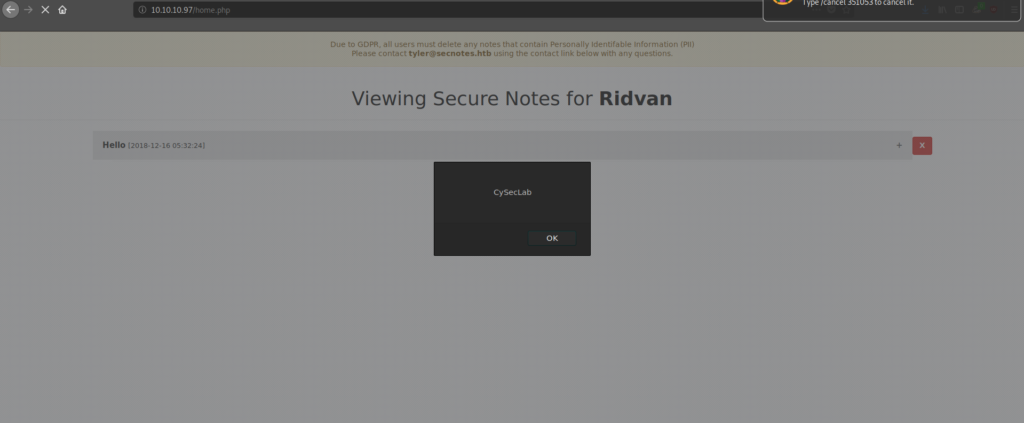 10.10.10.97/home.php
Type /cancel 351053 to cancel it.
Due to GDPR, all users must delete any notes that contain Personally Identifable Information (PII)
Please contact tyler@secnotes.htb using the contact link below with any questions.
Viewing Secure Notes for Ridvan
Hello [2018-12-16 05:32:24]
+
X
CySecLab
OK